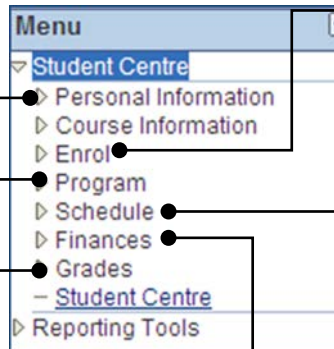 Menu
Student Centre
Personal Information
Course Information
Enrol
Program
Schedule
Finances
Grades
Student Centre
Reporting Tools